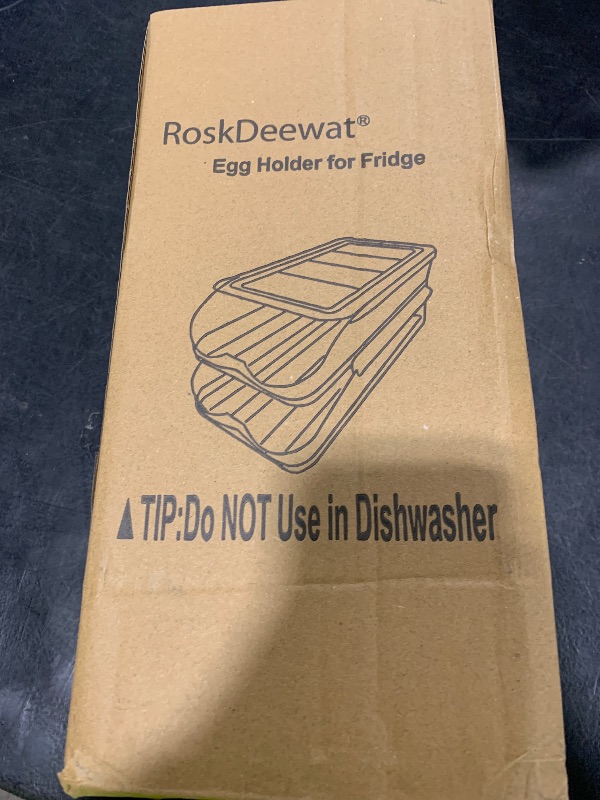 RoskDeewat®
Egg Holder for Fridge
▲ TIP:Do NOT Use in Dishwasher